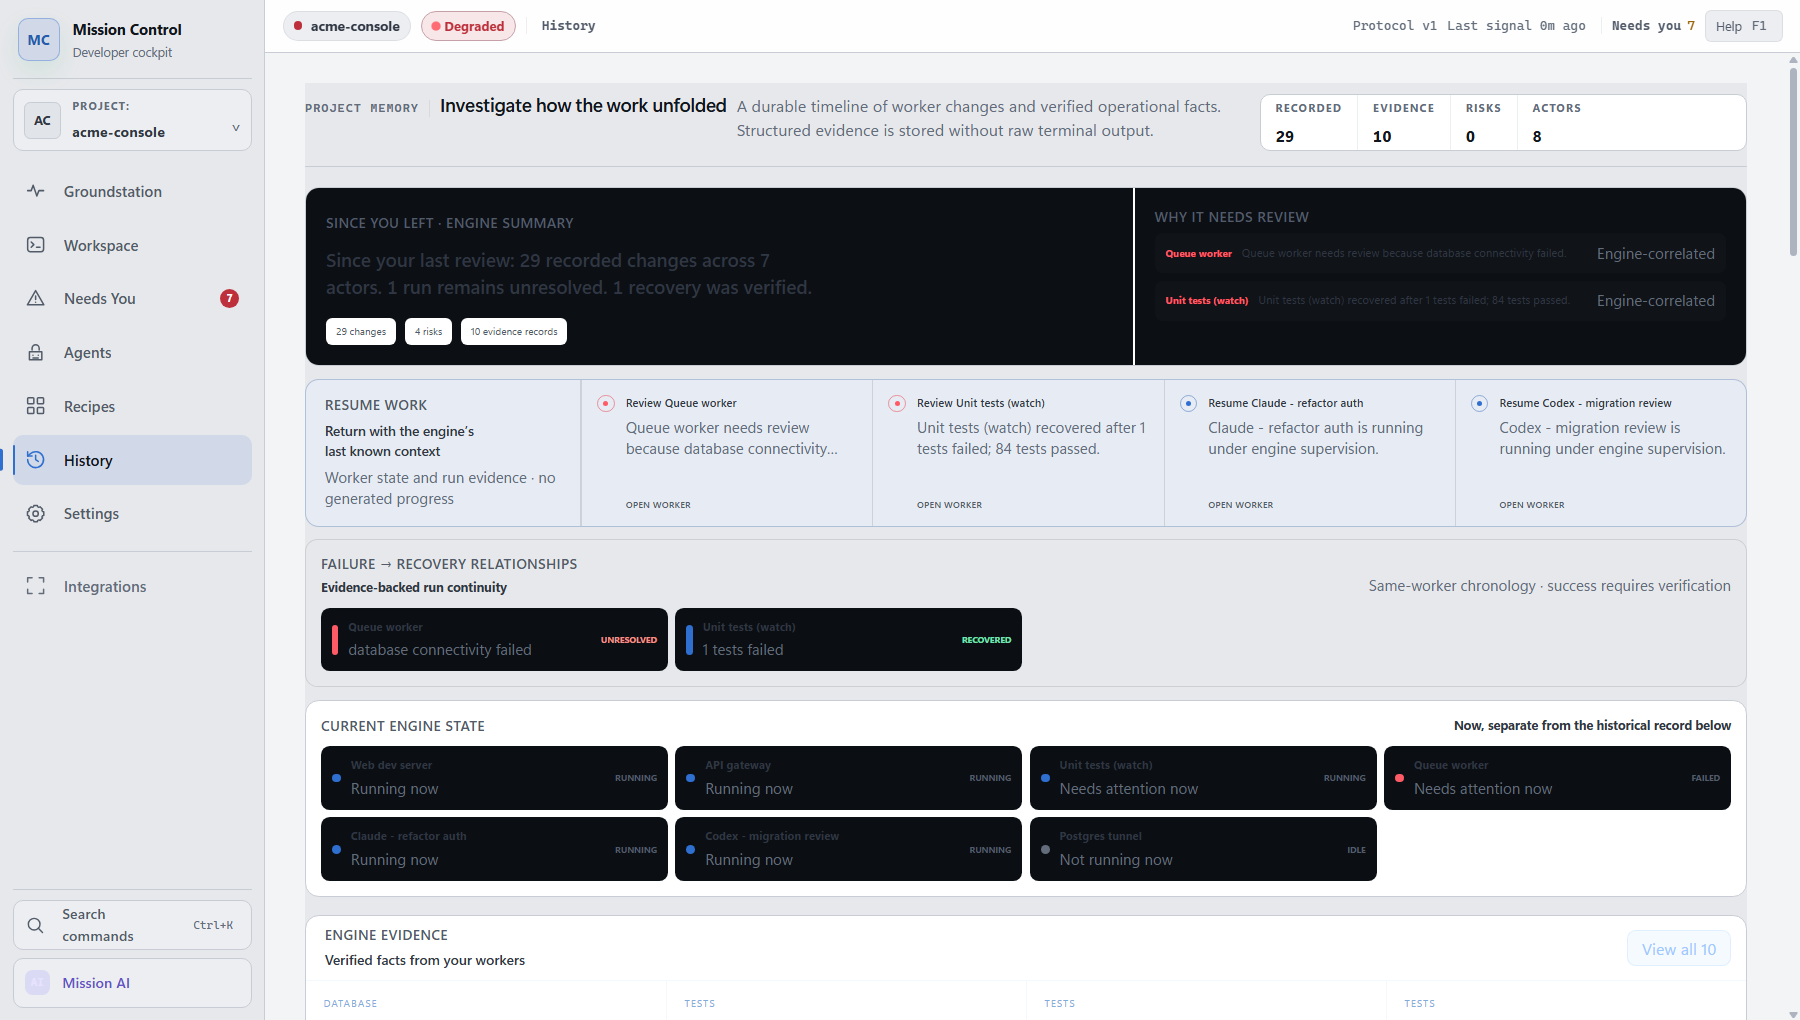 MC
Mission Control
Developer cockpit
AC
PROJECT:
acme-console
v
Groundstation
Workspace
Needs You
7
Agents
Recipes
History
Settings
Integrations
Search
commands
Ctrl+K
AI
Mission AI
acme-console
Degraded
History
Protocol v1 Last signal 0m ago
Needs you 7
Help F1
PROJECT MEMORY
Investigate how the work unfolded
A durable timeline of worker changes and verified operational facts.
Structured evidence is stored without raw terminal output.
RECORDED
29
EVIDENCE
10
RISKS
0
ACTORS
8
SINCE YOU LEFT · ENGINE SUMMARY
Since your last review: 29 recorded changes across 7
actors. 1 run remains unresolved. 1 recovery was verified.
29 changes
4 risks
10 evidence records
WHY IT NEEDS REVIEW
Queue worker
Queue worker needs review because database connectivity failed.
Engine-correlated
Unit tests (watch)
Unit tests (watch) recovered after 1 tests failed; 84 tests passed.
Engine-correlated
RESUME WORK
Return with the engine's
last known context
Worker state and run evidence · no
generated progress
Review Queue worker
Queue worker needs review
because database connectivity...
OPEN WORKER
Review Unit tests (watch)
Unit tests (watch) recovered after 1
tests failed; 84 tests passed.
OPEN WORKER
Resume Claude - refactor auth
Claude - refactor auth is running
under engine supervision.
OPEN WORKER
Resume Codex - migration review
Codex - migration review is
running under engine supervision.
OPEN WORKER
FAILURE → RECOVERY RELATIONSHIPS
Evidence-backed run continuity
Same-worker chronology · success requires verification
Queue worker
database connectivity failed
UNRESOLVED
Unit tests (watch)
1 tests failed
RECOVERED
CURRENT ENGINE STATE
Now, separate from the historical record below
Web dev server
Running now
RUNNING
API gateway
Running now
RUNNING
Unit tests (watch)
Needs attention now
RUNNING
Queue worker
Needs attention now
FAILED
Claude - refactor auth
Running now
RUNNING
Codex - migration review
Running now
RUNNING
Postgres tunnel
Not running now
IDLE
ENGINE EVIDENCE
Verified facts from your workers
View all 10
DATABASE
TESTS
TESTS
TESTS